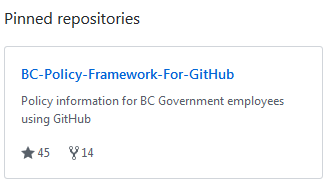 Pinned repositories
BC-Policy-Framework-For-GitHub
Policy information for BC Government employees
using GitHub
45 14